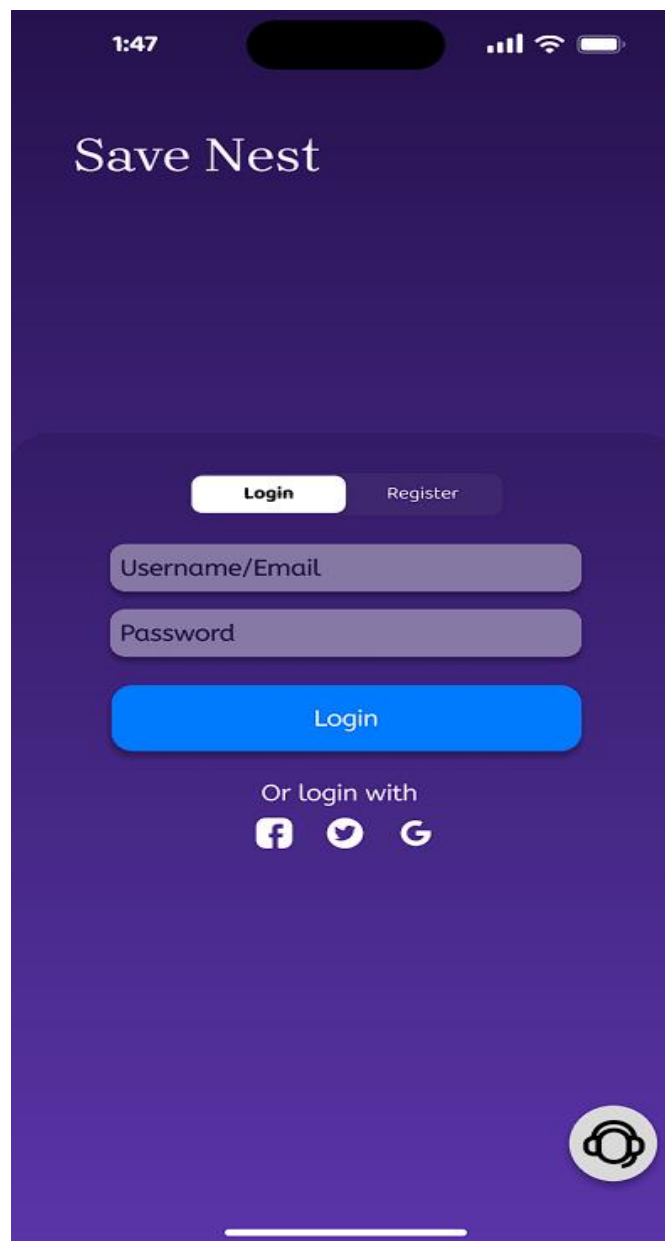 1:47
Save Nest
Login Register
Username/Email
Password
Login
Or login with